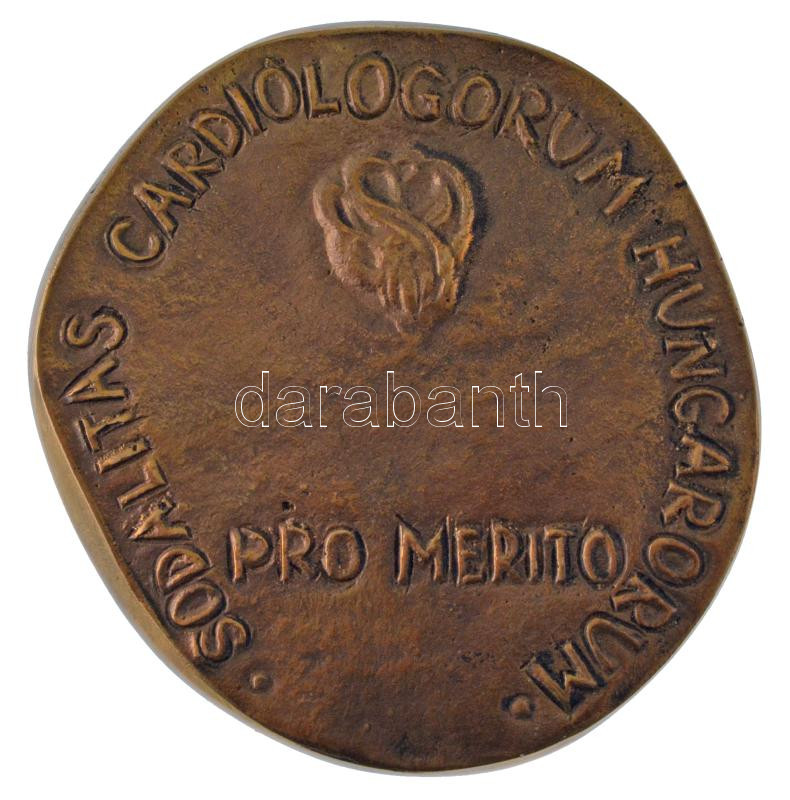 · SODALITAS CARDIOLOGORUM HUNGARORUM ·
darabanth
PRO MERITO